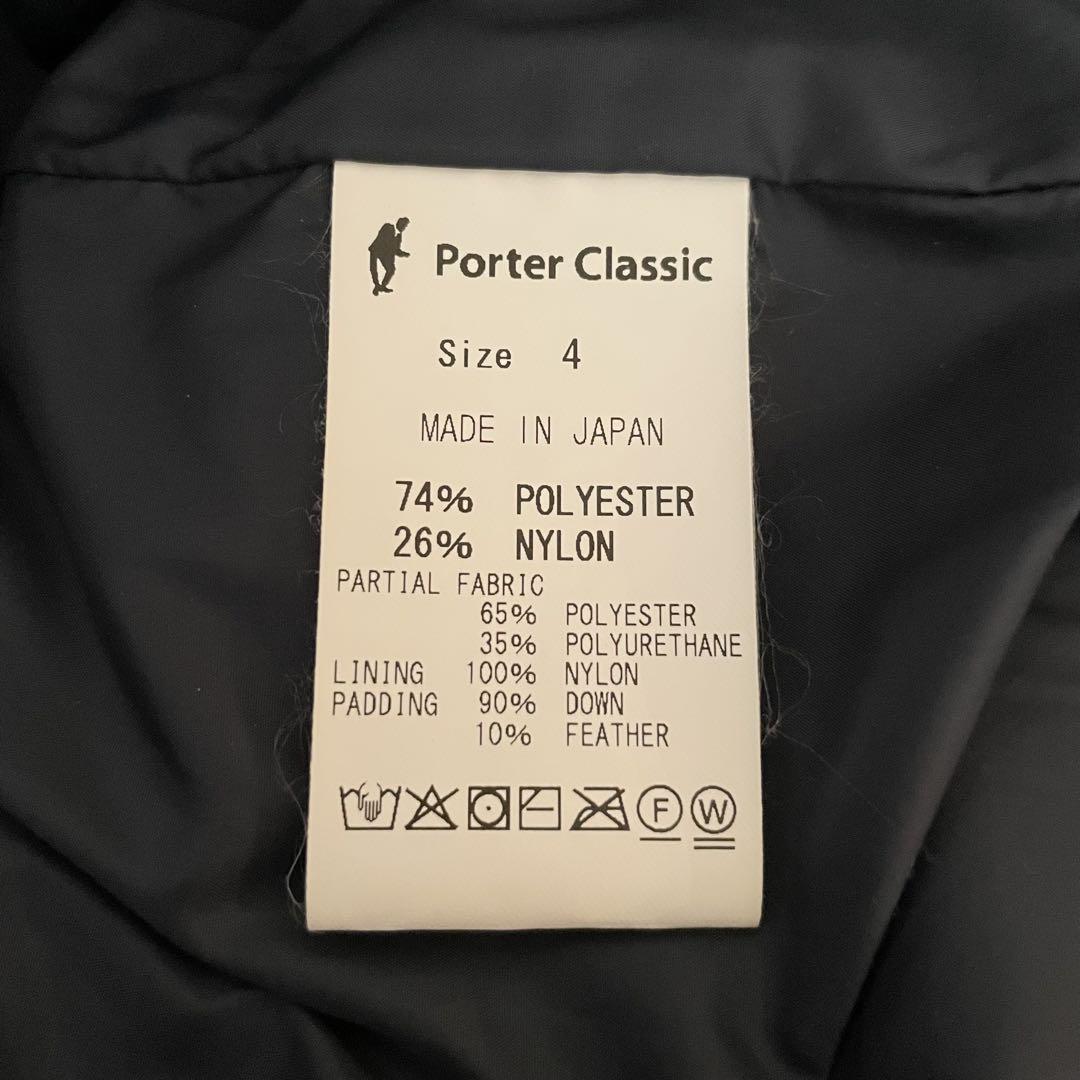 Porter Classic
Size 4
MADE IN JAPAN
74% POLYESTER
26% NYLON
PARTIAL FABRIC
65% POLYESTER
35% POLYURETHANE
LINING 100% NYLON
PADDING 90% DOWN
10% FEATHER
F W